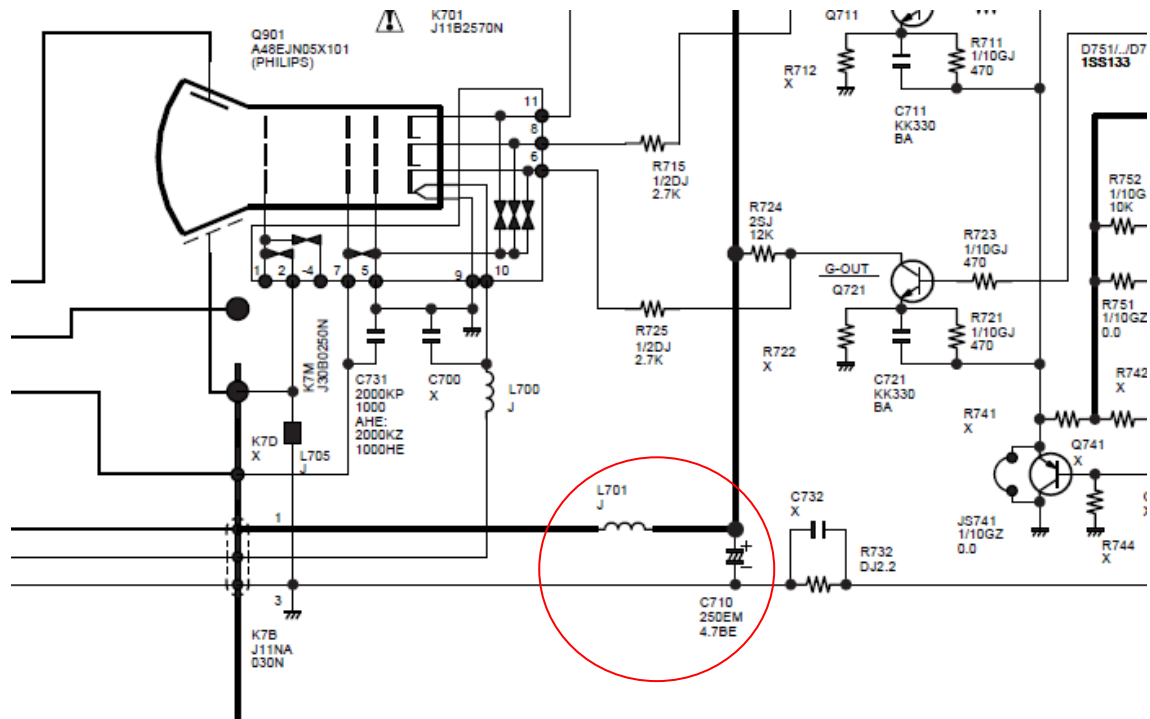 K701
J11B2570N
Q901
A48EJN05X101
(PHILIPS)
Q711
R711
1/10GJ
470
D751/../D7
1SS133
R712
X
C711
KK330
BA
11
8
6
R715
1/2DJ
2.7K
R752
1/10G
10K
R724
2SJ
12K
R723
1/10GJ
470
G-OUT
Q721
1
2
-4
7
5
9
10
R751
1/10GZ
0.0
R721
1/10GJ
470
R725
1/2DJ
2.7K
R722
X
K7M
J30B0250N
C731
2000KP
1000
AHE:
2000KZ
1000HE
C700
X
L700
J
C721
KK330
BA
R742
X
R741
X
K7D
X
L705
J
Q741
X
L701
J
C732
X
1
JS741
1/10GZ
0.0
R744
X
R732
DJ2.2
+
−
3
C710
250EM
4.7BE
K7B
J11NA
030N